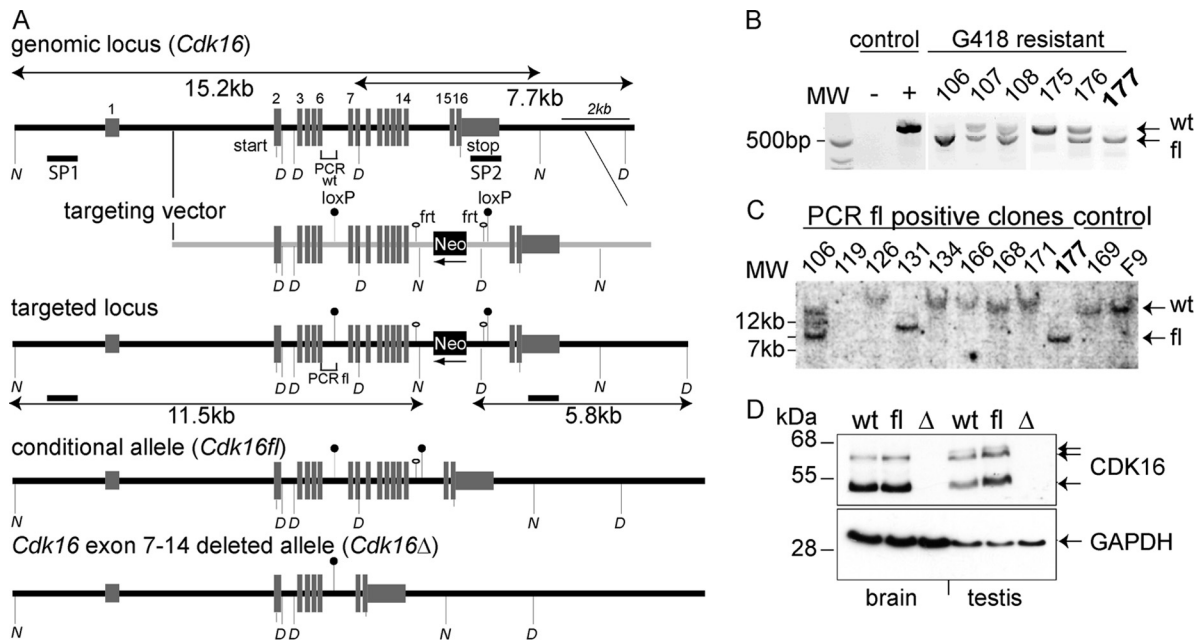 A
genomic locus (Cdk16)
15.2kb
7.7kb
1 2 3 6 7 14 1516
2kb
start
stop
N SP1 D D PCR wt D SP2 N D
targeting vector
loxP frt frt loxP
Neo
D D D N D N
targeted locus
Neo
N D D PCR fl N D N D
11.5kb 5.8kb
conditional allele (Cdk16fl)
N D D D N D
Cdk16 exon 7-14 deleted allele (Cdk16Δ)
N D D N D
B
control G418 resistant
MW - + 106 107 108 175 176 177
500bp
wt
fl
C
PCR fl positive clones control
MW 106 119 126 131 134 166 168 171 177 169 F9
12kb
7kb
wt
fl
D
kDa wt fl Δ wt fl Δ
68
55
CDK16
28
GAPDH
brain testis